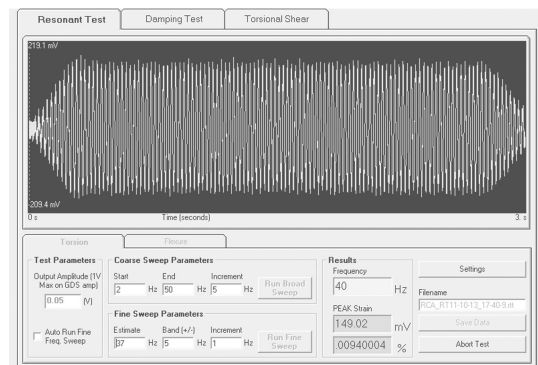 Resonant Test
Damping Test
Torsional Shear
219.1 mV
-209.4 mV
0 s
Time (seconds)
3. s
Torsion
Flexure
Test Parameters
Output Amplitude (1V
Max on GDS amp)
0.05 (V)
Auto Run Fine
Freq. Sweep
Coarse Sweep Parameters
Start End Increment
2 Hz 50 Hz 5 Hz
Run Broad
Sweep
Fine Sweep Parameters
Estimate Band (+/-) Increment
37 Hz 5 Hz 1 Hz
Run Fine
Sweep
Results
Frequency
40 Hz
PEAK Strain
149.02 mV
.00940004 %
Settings
Filename
RCA_RT11-10-13_17-40-9.rt
Save Data
Abort Test